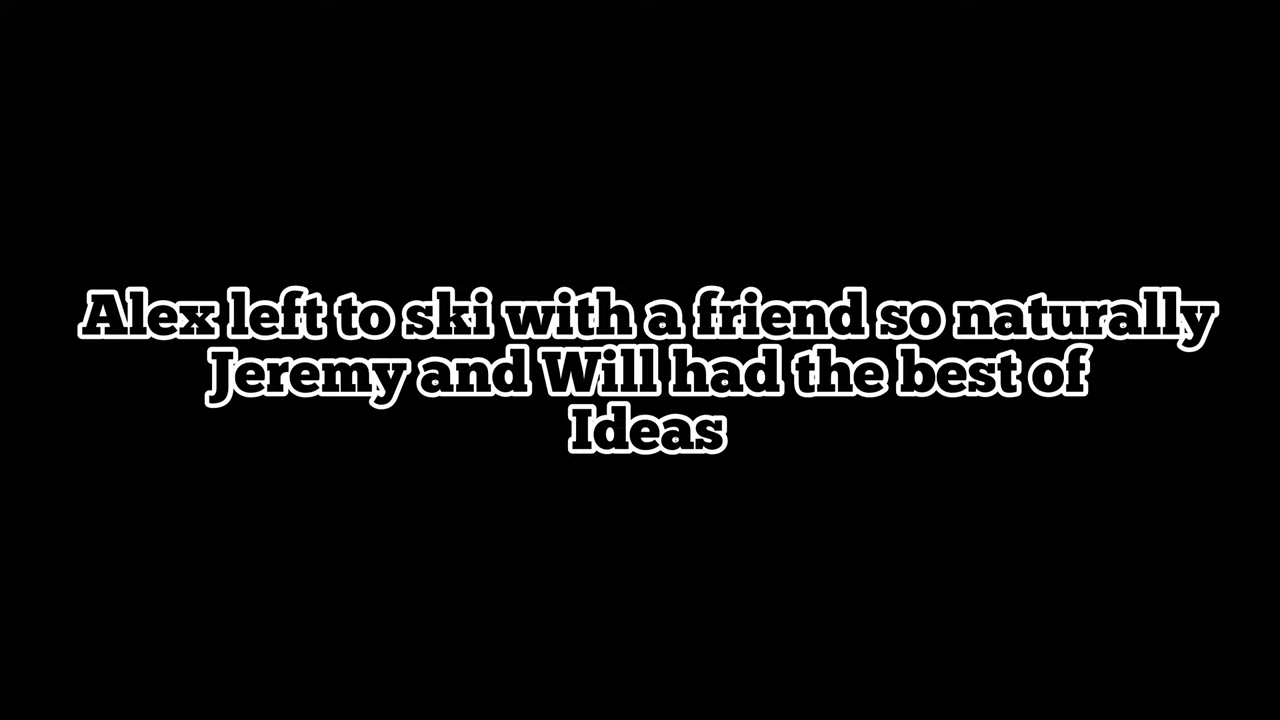 Alex left to ski with a friend so naturally
Jeremy and Will had the best of
Ideas